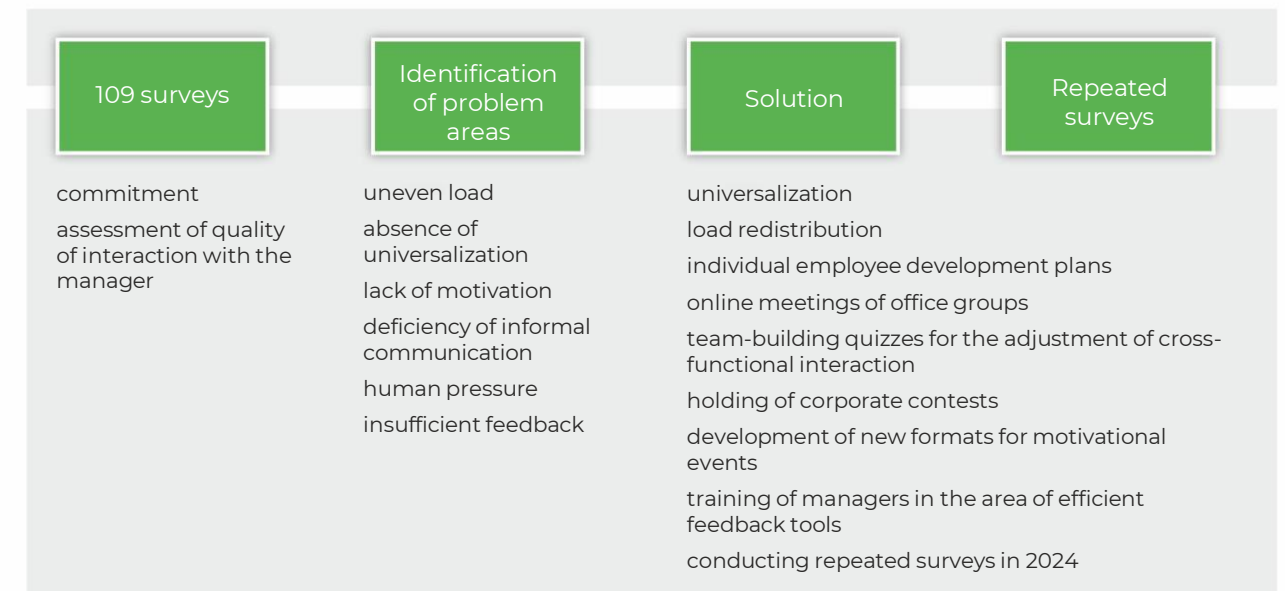 109 surveys
Identification
of problem
areas
Solution
Repeated
surveys
commitment
assessment of quality
of interaction with the
manager
uneven load
absence of
universalization
lack of motivation
deficiency of informal
communication
human pressure
insufficient feedback
universalization
load redistribution
individual employee development plans
online meetings of office groups
team-building quizzes for the adjustment of cross-
functional interaction
holding of corporate contests
development of new formats for motivational
events
training of managers in the area of efficient
feedback tools
conducting repeated surveys in 2024